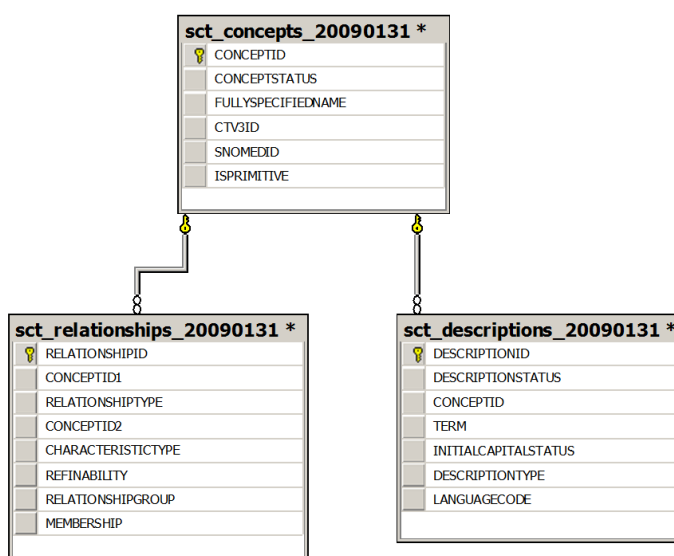 sct_concepts_20090131 *
CONCEPTID
CONCEPTSTATUS
FULLYSPECIFIEDNAME
CTV3ID
SNOMEDID
ISPRIMITIVE
sct_relationships_20090131 *
RELATIONSHIPID
CONCEPTID1
RELATIONSHIPTYPE
CONCEPTID2
CHARACTERISTICTYPE
REFINABILITY
RELATIONSHIPGROUP
MEMBERSHIP
sct_descriptions_20090131 *
DESCRIPTIONID
DESCRIPTIONSTATUS
CONCEPTID
TERM
INITIALCAPITALSTATUS
DESCRIPTIONTYPE
LANGUAGECODE